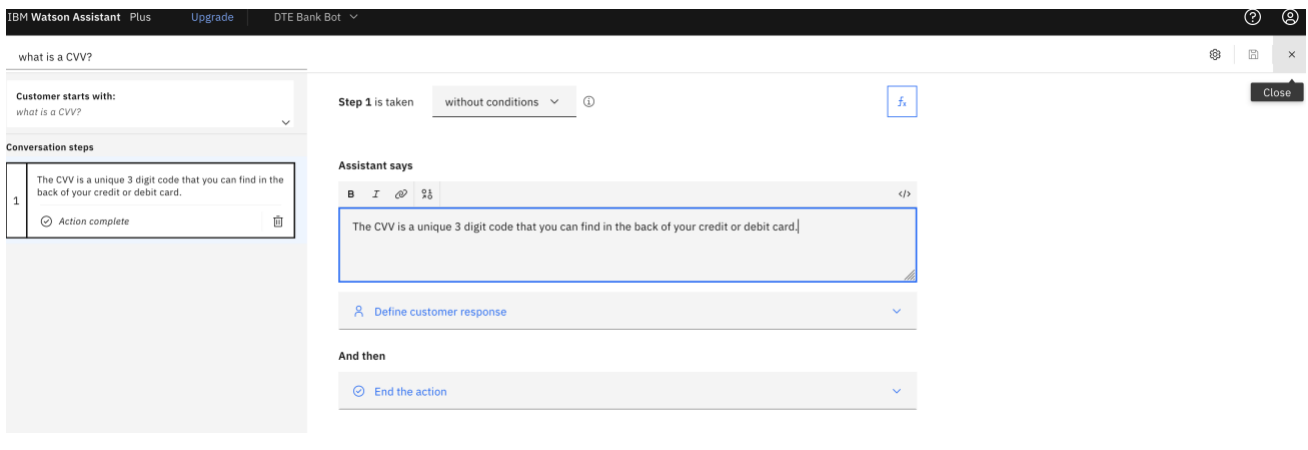 IBM Watson Assistant Plus Upgrade DTE Bank Bot
what is a CVV?
Close
Customer starts with:
what is a CVV?
Conversation steps
1
The CVV is a unique 3 digit code that you can find in the
back of your credit or debit card.
Action complete
Step 1 is taken without conditions fx
Assistant says
B I </>
The CVV is a unique 3 digit code that you can find in the back of your credit or debit card.
Define customer response
And then
End the action